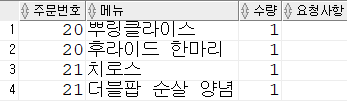 주문번호 메뉴 수량 요청사항
1 20 뿌링클라이스 1
2 20 후라이드 한마리 1
3 21 치로스 1
4 21 더블팝 순살 양념 1